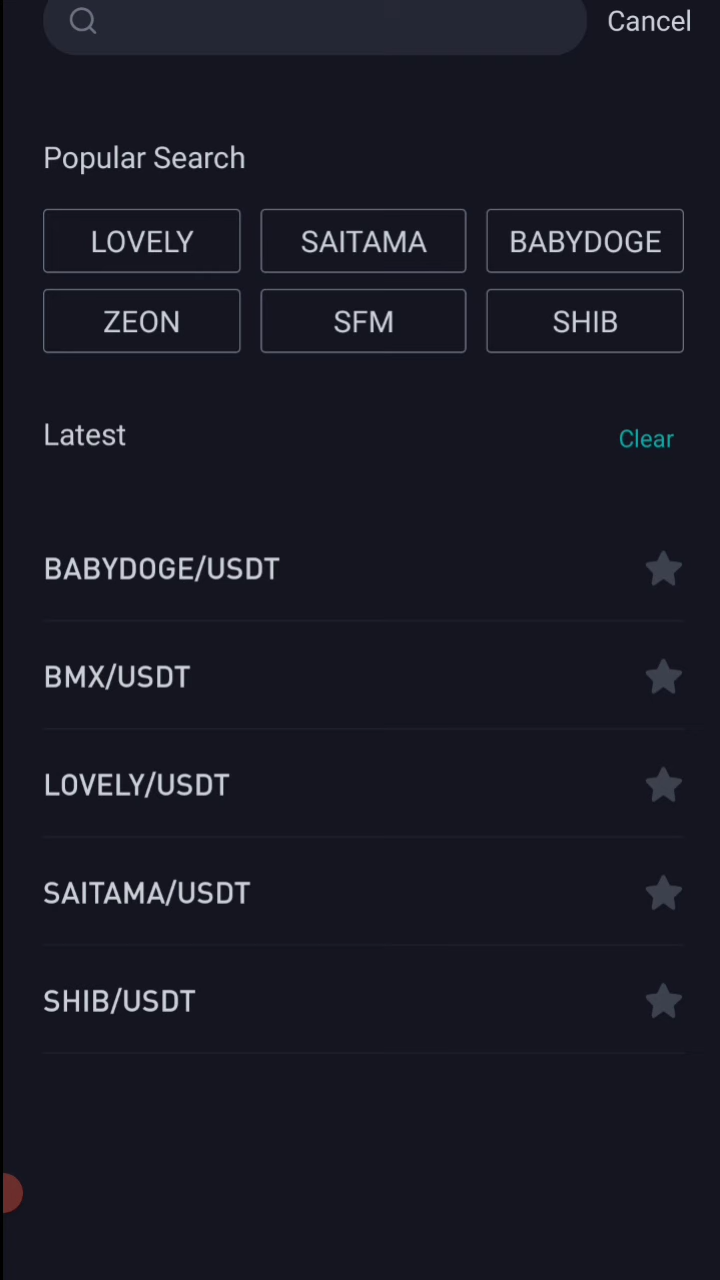 Cancel
Popular Search
LOVELY SAITAMA BABYDOGE
ZEON SFM SHIB
Latest Clear
BABYDOGE/USDT
BMX/USDT
LOVELY/USDT
SAITAMA/USDT
SHIB/USDT